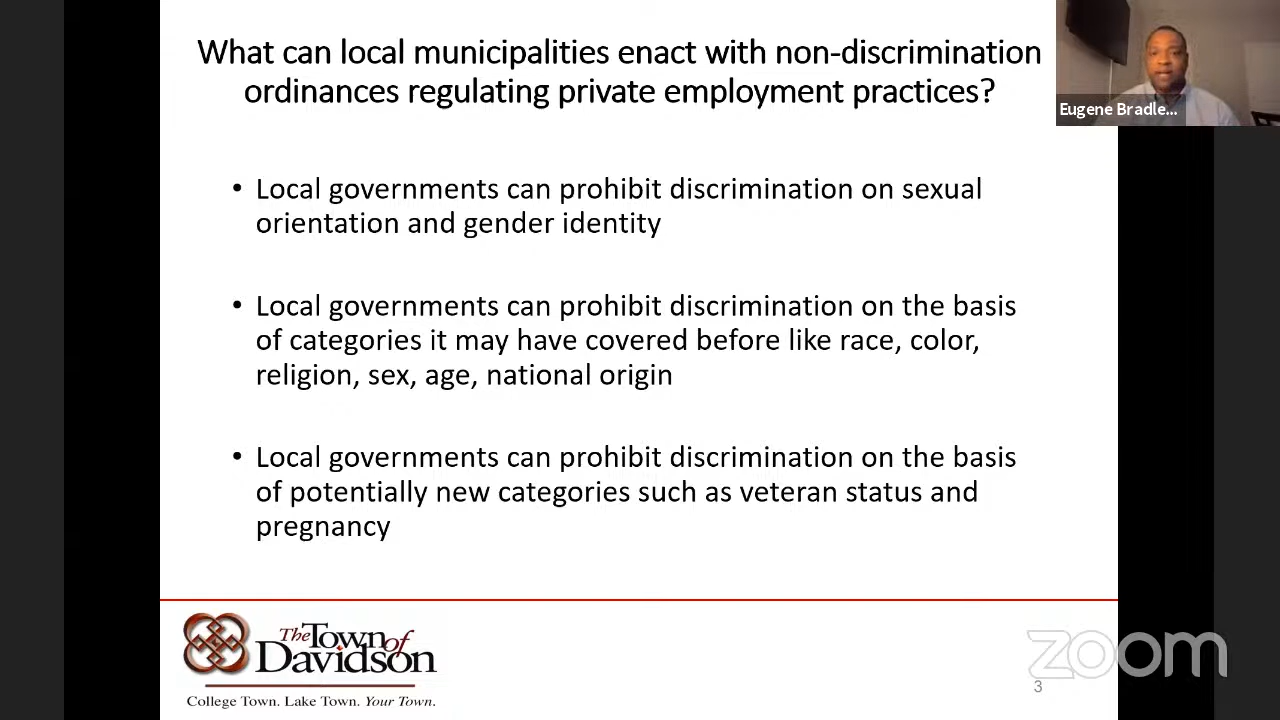 What can local municipalities enact with non-discrimination
ordinances regulating private employment practices?
Eugene Bradle...
• Local governments can prohibit discrimination on sexual
orientation and gender identity
• Local governments can prohibit discrimination on the basis
of categories it may have covered before like race, color,
religion, sex, age, national origin
• Local governments can prohibit discrimination on the basis
of potentially new categories such as veteran status and
pregnancy
The Town of
Davidson
College Town. Lake Town. Your Town.
zoom
3